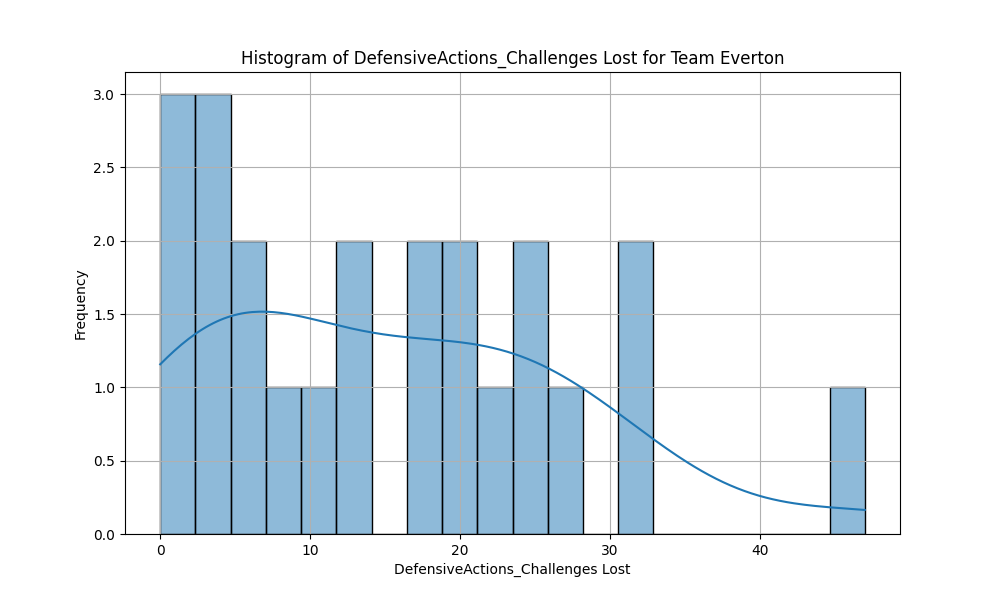 Histogram of DefensiveActions_Challenges Lost for Team Everton
3.0
2.5
2.0
1.5
1.0
0.5
0.0
Frequency
0 10 20 30 40
DefensiveActions_Challenges Lost